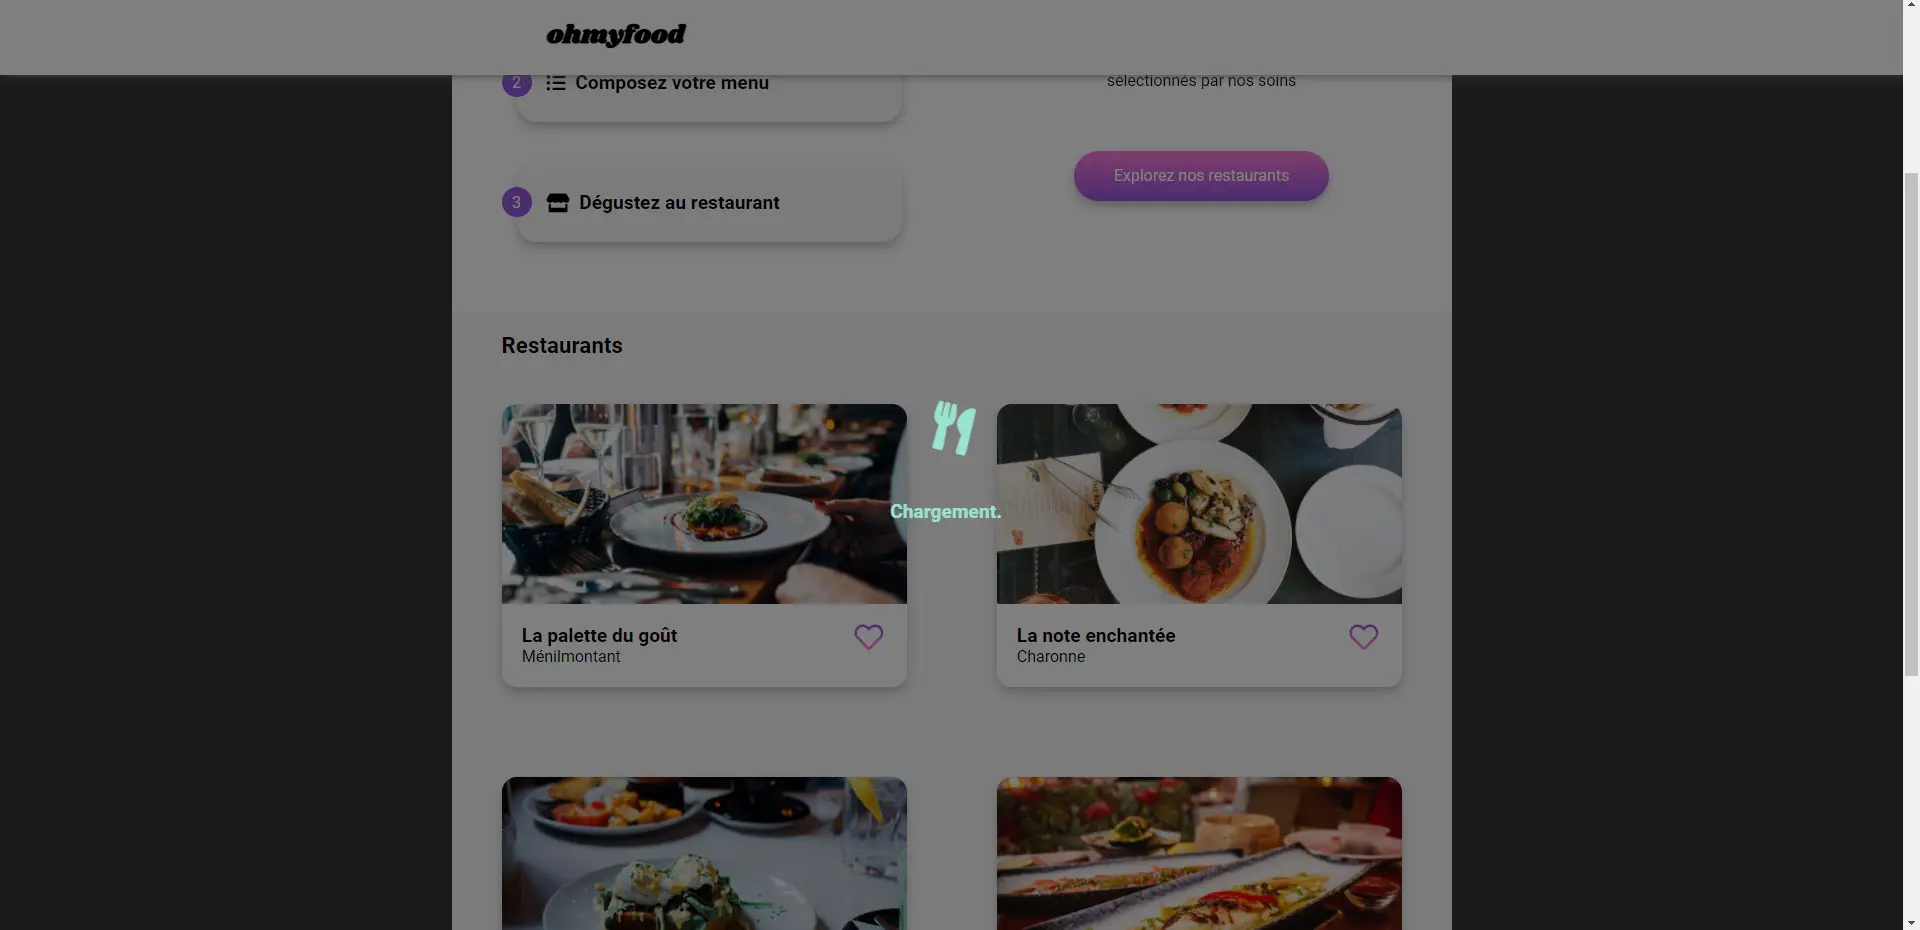 ohmyfood
2 Composez votre menu
sélectionnés par nos soins
Explorez nos restaurants
3 Dégustez au restaurant
Restaurants
Chargement.
La palette du goût
Ménilmontant
La note enchantée
Charonne